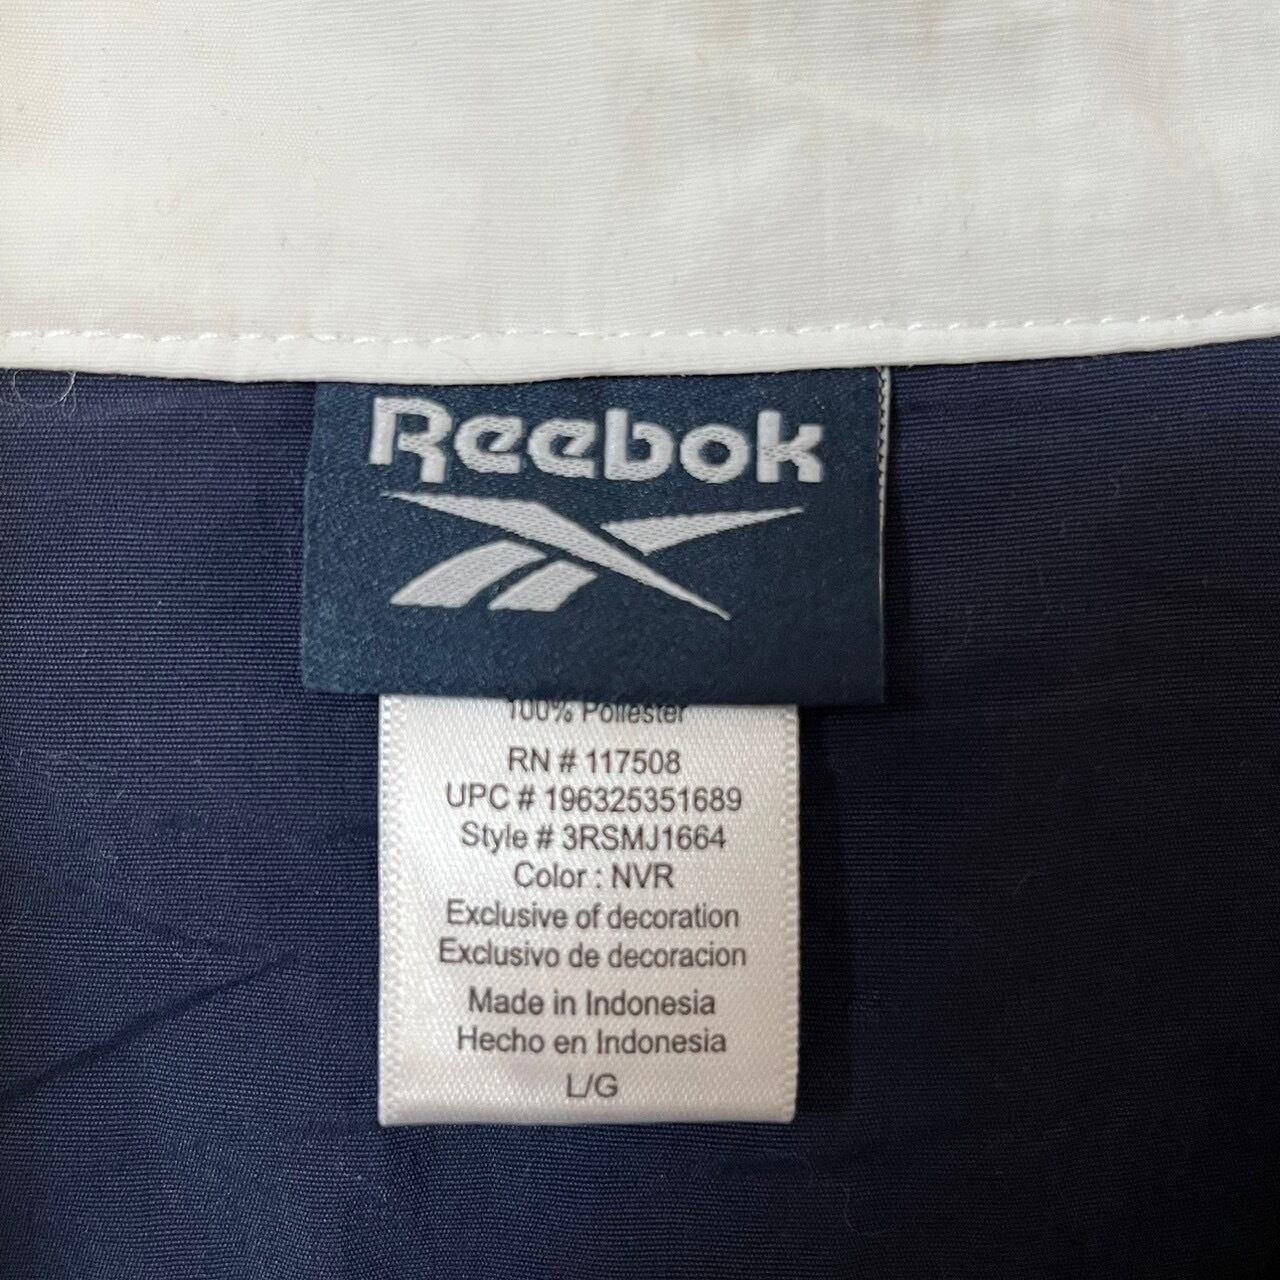 Reebok
100% Poliester
RN # 117508
UPC # 196325351689
Style # 3RSMJ1664
Color : NVR
Exclusive of decoration
Exclusivo de decoracion
Made in Indonesia
Hecho en Indonesia
L/G